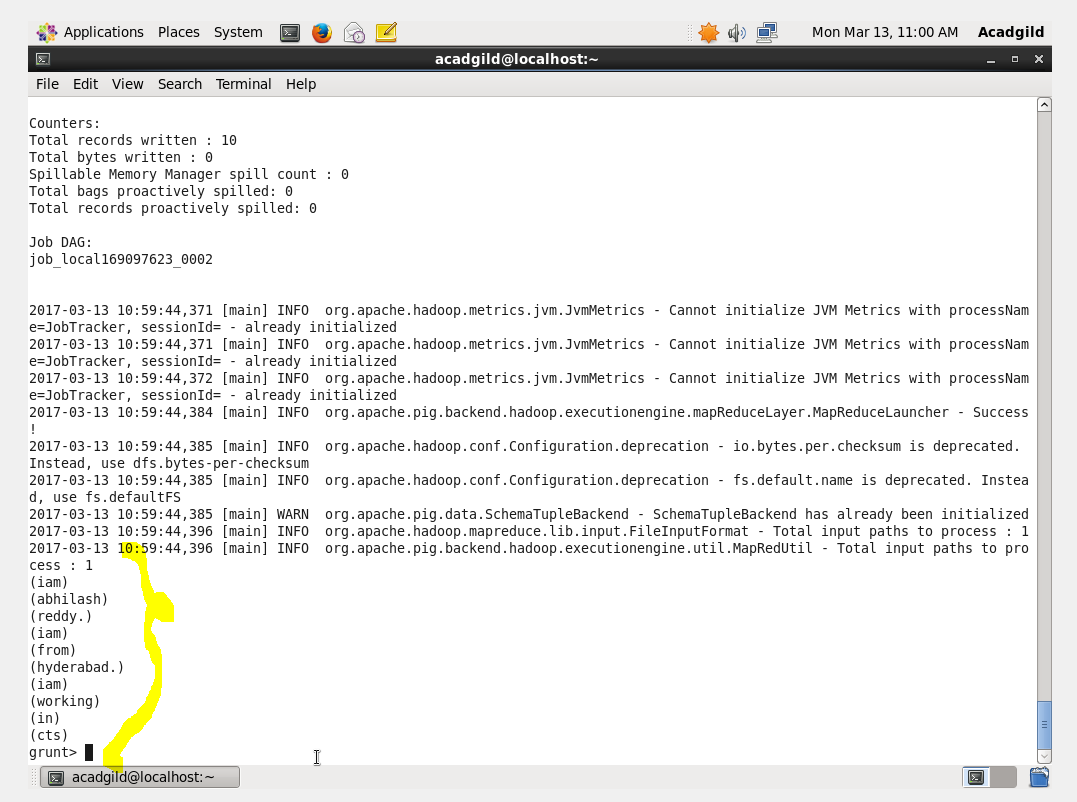 Applications Places System Mon Mar 13, 11:00 AM Acadgild
acadgild@localhost:~
File Edit View Search Terminal Help
Counters:
Total records written : 10
Total bytes written : 0
Spillable Memory Manager spill count : 0
Total bags proactively spilled: 0
Total records proactively spilled: 0
Job DAG:
job_local169097623_0002
2017-03-13 10:59:44,371 [main] INFO  org.apache.hadoop.metrics.jvm.JvmMetrics - Cannot initialize JVM Metrics with processNam
e=JobTracker, sessionId= - already initialized
2017-03-13 10:59:44,371 [main] INFO  org.apache.hadoop.metrics.jvm.JvmMetrics - Cannot initialize JVM Metrics with processNam
e=JobTracker, sessionId= - already initialized
2017-03-13 10:59:44,372 [main] INFO  org.apache.hadoop.metrics.jvm.JvmMetrics - Cannot initialize JVM Metrics with processNam
e=JobTracker, sessionId= - already initialized
2017-03-13 10:59:44,384 [main] INFO  org.apache.pig.backend.hadoop.executionengine.mapReduceLayer.MapReduceLauncher - Success
!
2017-03-13 10:59:44,385 [main] INFO  org.apache.hadoop.conf.Configuration.deprecation - io.bytes.per.checksum is deprecated.
Instead, use dfs.bytes-per-checksum
2017-03-13 10:59:44,385 [main] INFO  org.apache.hadoop.conf.Configuration.deprecation - fs.default.name is deprecated. Instea
d, use fs.defaultFS
2017-03-13 10:59:44,385 [main] WARN  org.apache.pig.data.SchemaTupleBackend - SchemaTupleBackend has already been initialized
2017-03-13 10:59:44,396 [main] INFO  org.apache.hadoop.mapreduce.lib.input.FileInputFormat - Total input paths to process : 1
2017-03-13 10:59:44,396 [main] INFO  org.apache.pig.backend.hadoop.executionengine.util.MapRedUtil - Total input paths to pro
cess : 1
(iam)
(abhilash)
(reddy.)
(iam)
(from)
(hyderabad.)
(iam)
(working)
(in)
(cts)
grunt>
acadgild@localhost:~